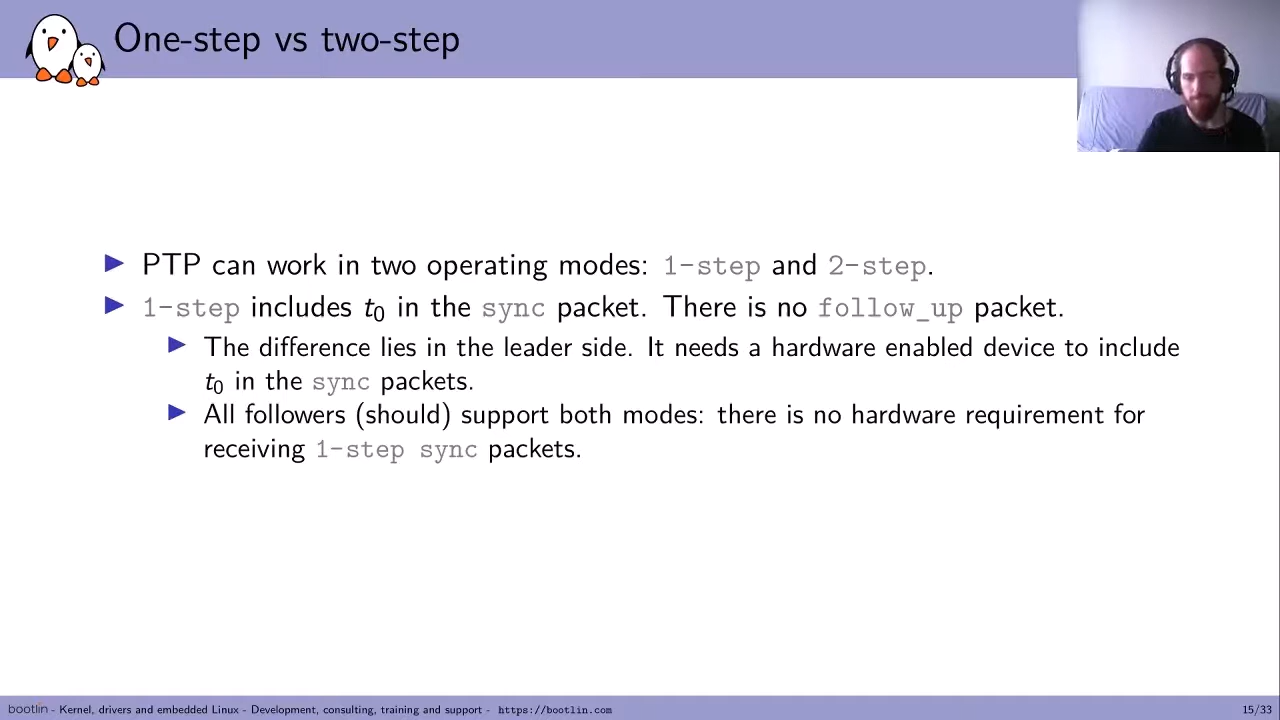 One-step vs two-step
▶ PTP can work in two operating modes: 1-step and 2-step.
▶ 1-step includes t0 in the sync packet. There is no follow_up packet.
▶ The difference lies in the leader side. It needs a hardware enabled device to include
t0 in the sync packets.
▶ All followers (should) support both modes: there is no hardware requirement for
receiving 1-step sync packets.
bootlin - Kernel, drivers and embedded Linux - Development, consulting, training and support - https://bootlin.com
15/33